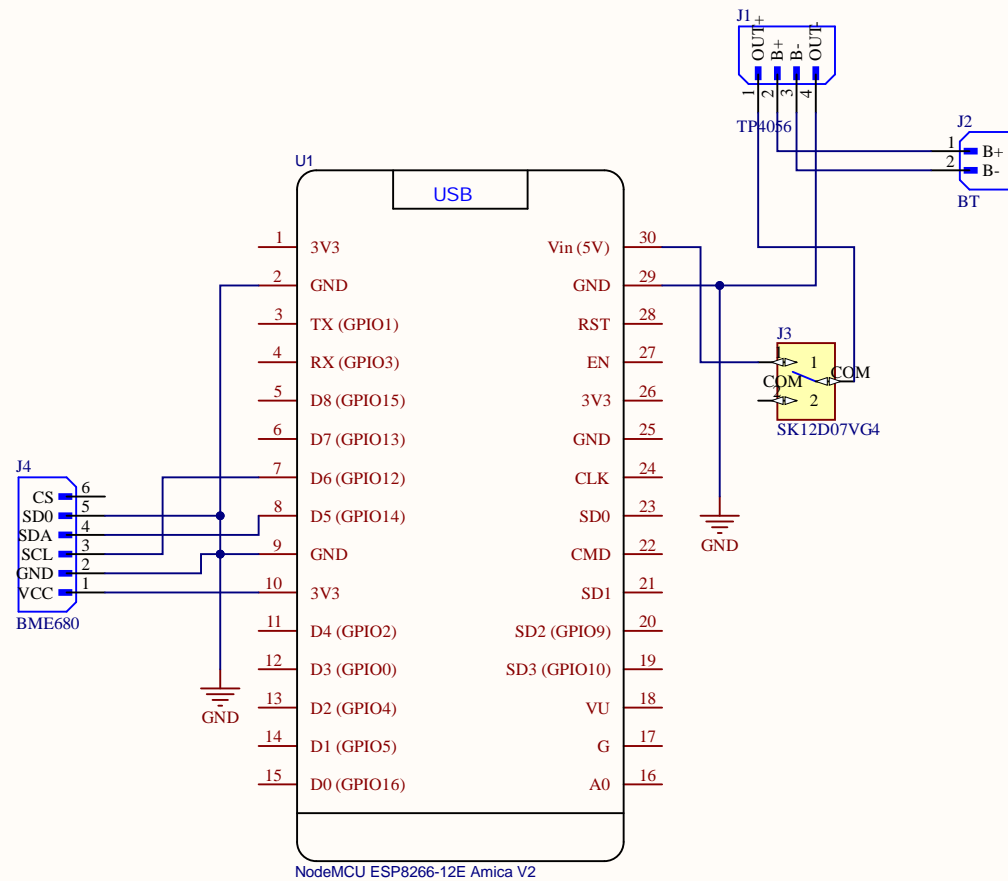 J1
OUT+
B+
B-
OUT-
1
2
3
4
TP4056
J2
1 B+
2 B-
BT
U1
USB
1 3V3
2 GND
3 TX (GPIO1)
4 RX (GPIO3)
5 D8 (GPIO15)
6 D7 (GPIO13)
7 D6 (GPIO12)
8 D5 (GPIO14)
9 GND
10 3V3
11 D4 (GPIO2)
12 D3 (GPIO0)
13 D2 (GPIO4)
14 D1 (GPIO5)
15 D0 (GPIO16)
Vin (5V) 30
GND 29
RST 28
EN 27
3V3 26
GND 25
CLK 24
SD0 23
CMD 22
SD1 21
SD2 (GPIO9) 20
SD3 (GPIO10) 19
VU 18
G 17
A0 16
NodeMCU ESP8266-12E Amica V2
J3
1 1
COM COM
2 2
SK12D07VG4
GND
J4
CS 6
SD0 5
SDA 4
SCL 3
GND 2
VCC 1
BME680
GND